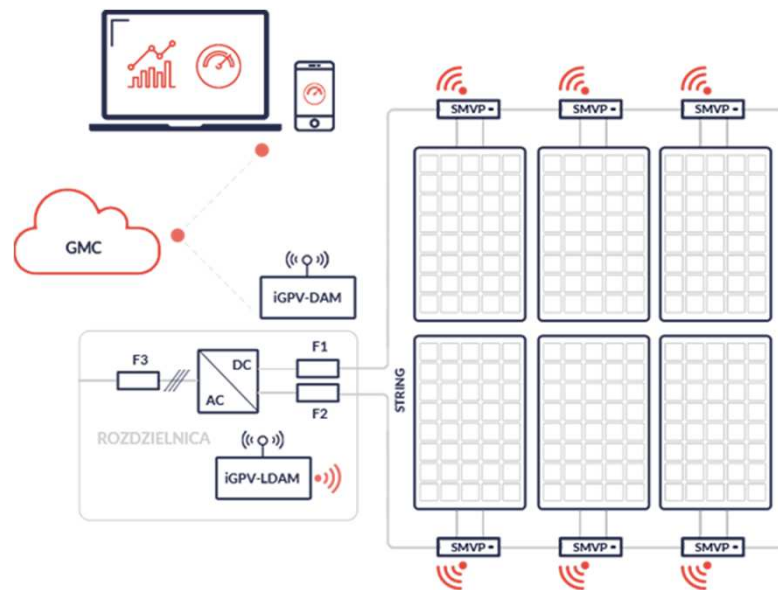 SMVP
SMVP
SMVP
GMC
iGPV-DAM
F3
DC
AC
F1
F2
STRING
ROZDZIELNICA
iGPV-LDAM
SMVP
SMVP
SMVP